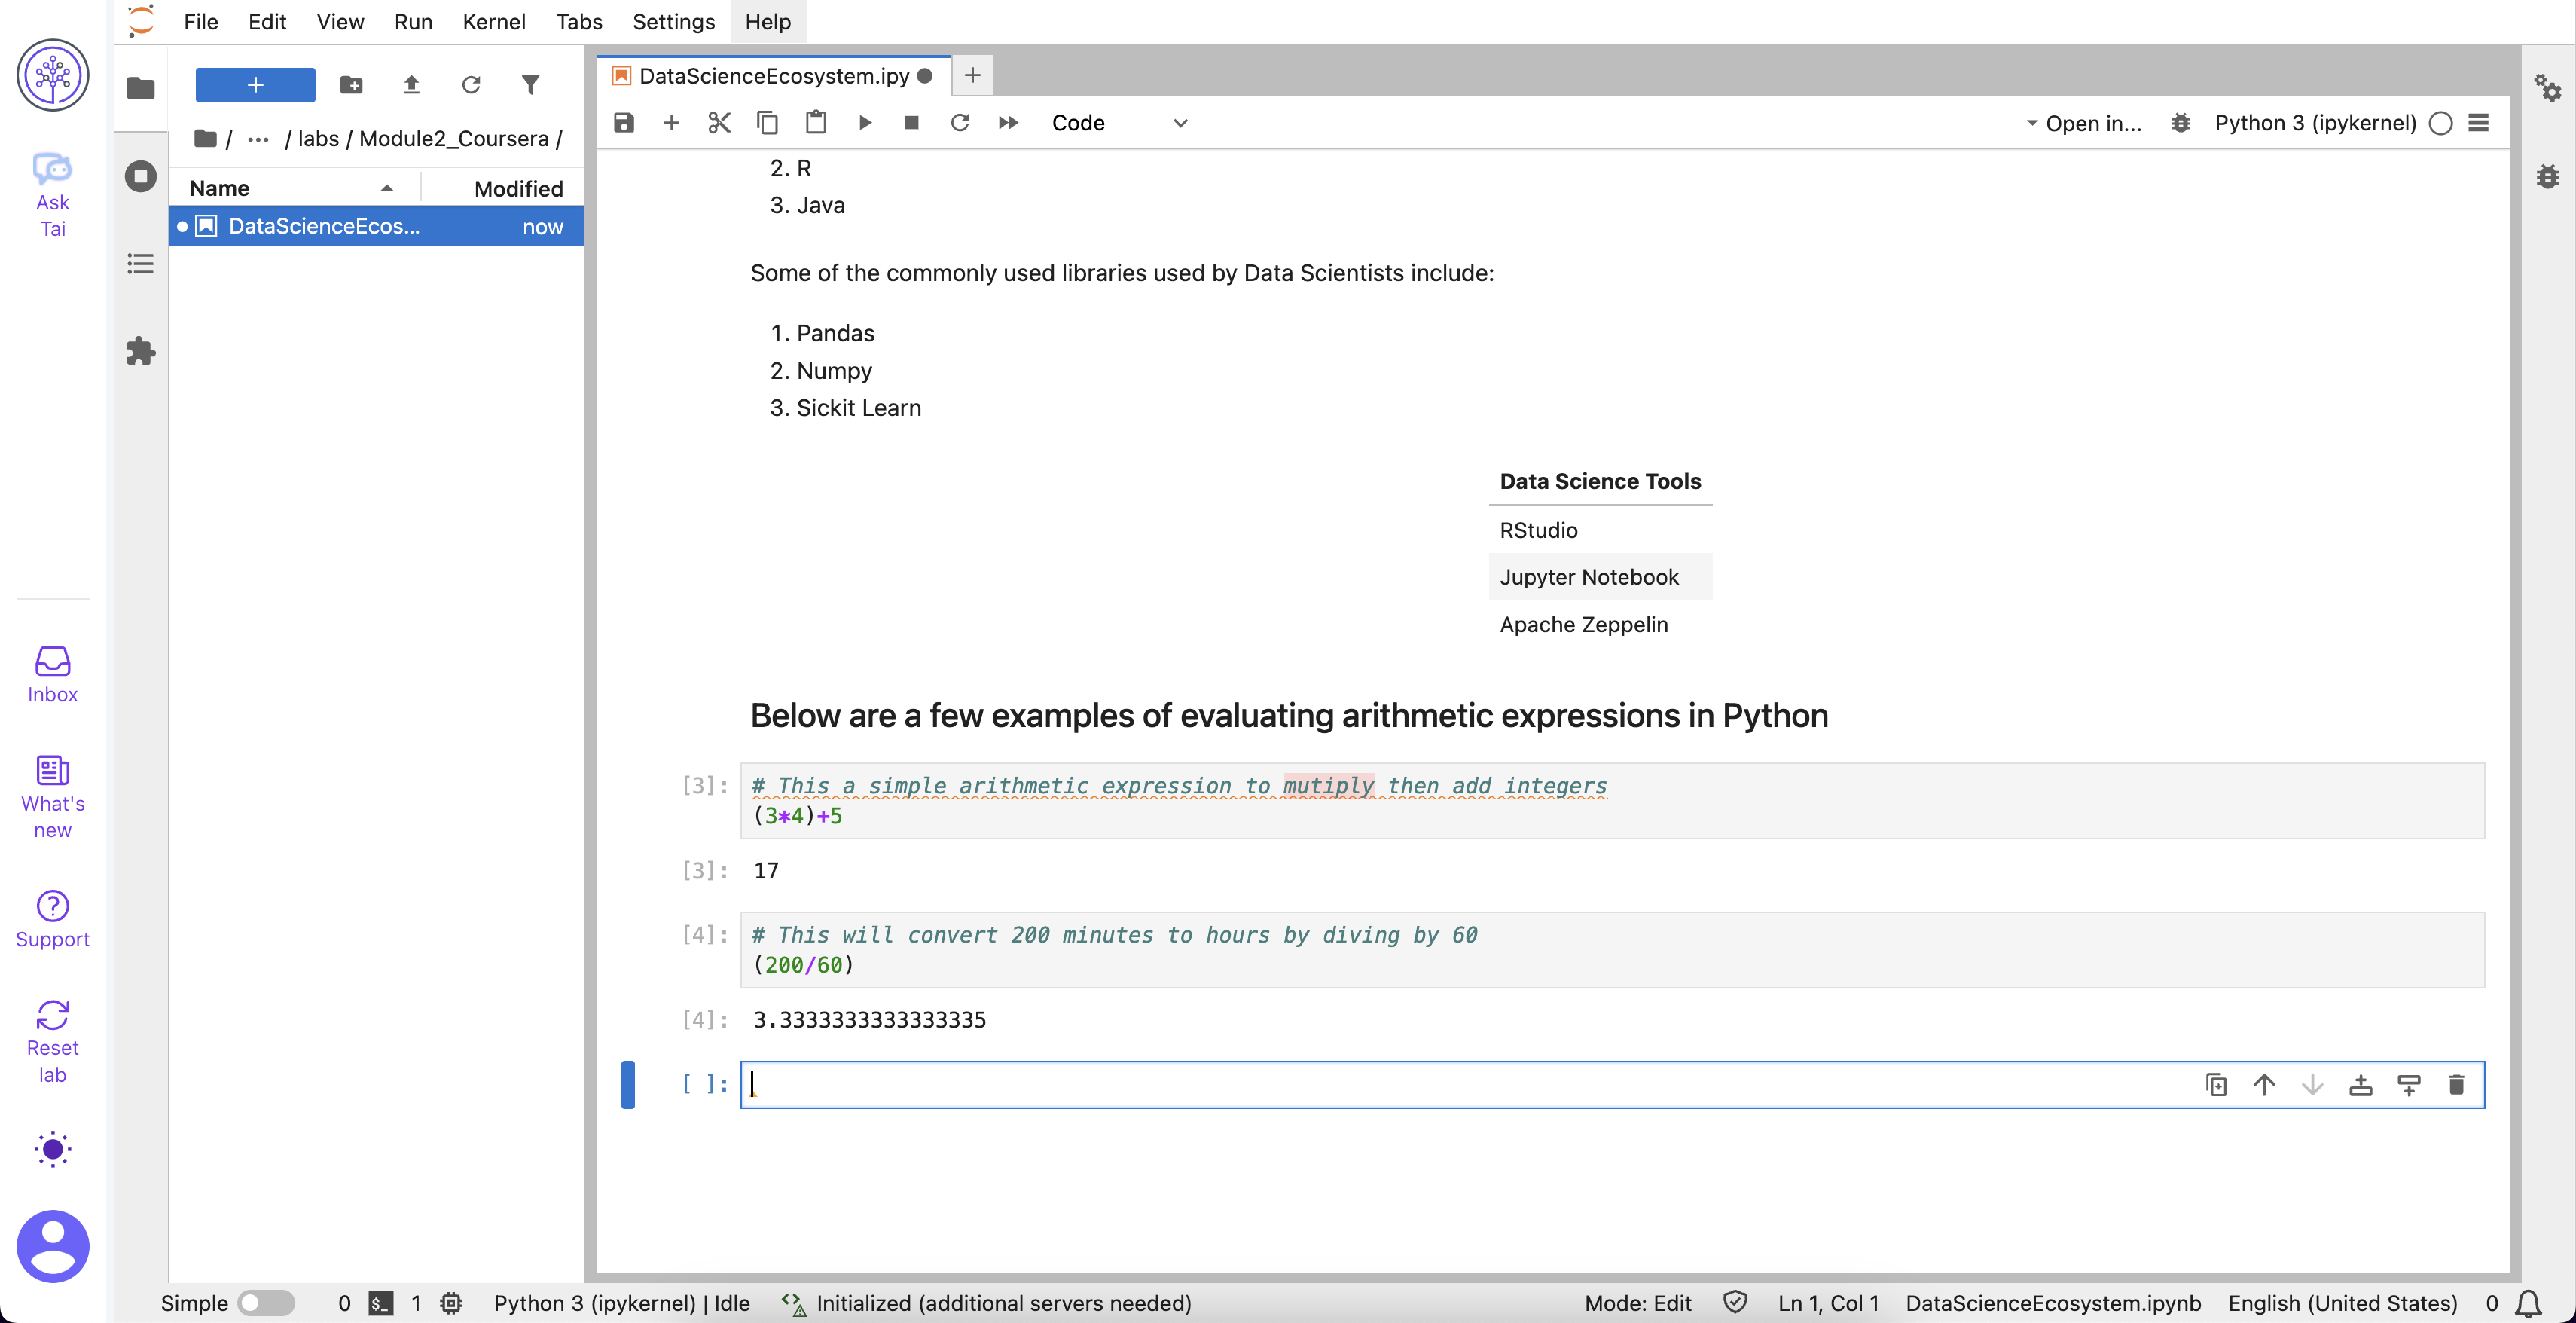 File Edit View Run Kernel Tabs Settings Help
Ask
Tai
Inbox
What's
new
Support
Reset
lab
+
/ ··· / labs / Module2_Coursera /
Name Modified
DataScienceEcos... now
DataScienceEcosystem.ipy
Code Open in... Python 3 (ipykernel)
2. R
3. Java
Some of the commonly used libraries used by Data Scientists include:
1. Pandas
2. Numpy
3. Sickit Learn
Data Science Tools
RStudio
Jupyter Notebook
Apache Zeppelin
Below are a few examples of evaluating arithmetic expressions in Python
[3]: # This a simple arithmetic expression to mutiply then add integers
(3*4)+5
[3]: 17
[4]: # This will convert 200 minutes to hours by diving by 60
(200/60)
[4]: 3.3333333333333335
[ ]:
Simple 0 $_ 1 Python 3 (ipykernel) | Idle Initialized (additional servers needed) Mode: Edit Ln 1, Col 1 DataScienceEcosystem.ipynb English (United States) 0